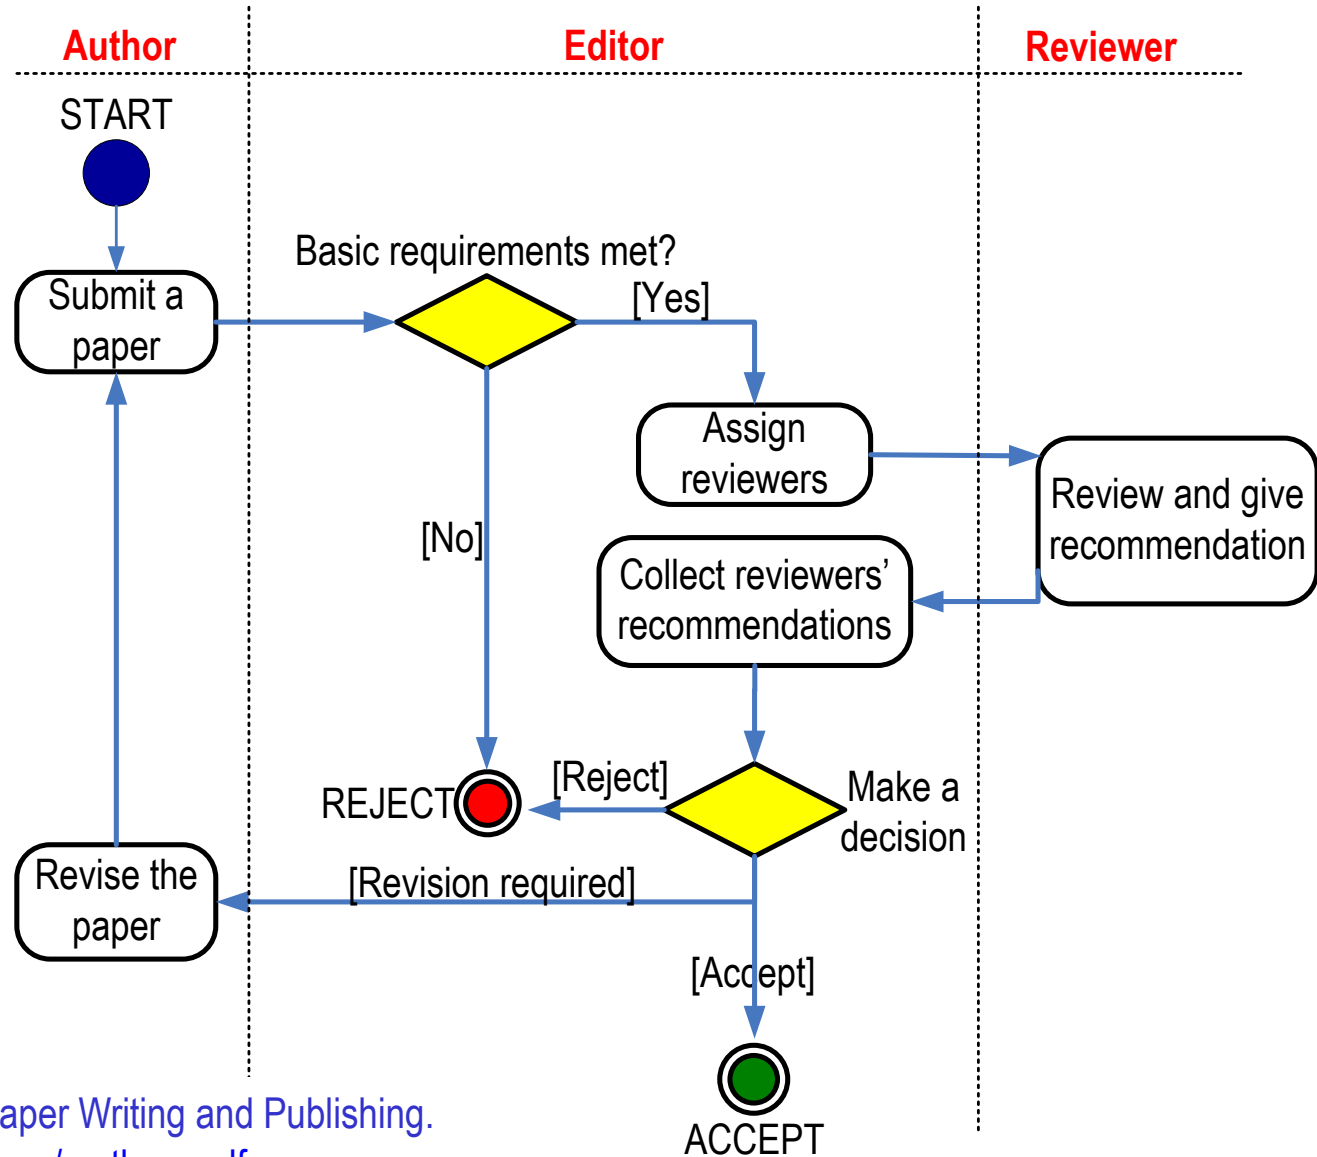 Author
Editor
Reviewer
START
Submit a
paper
Basic requirements met?
[Yes]
Assign
reviewers
Review and give
recommendation
[No]
Collect reviewers’
recommendations
REJECT
[Reject]
Make a
decision
Revise the
paper
[Revision required]
[Accept]
ACCEPT
Writing and Publishing.